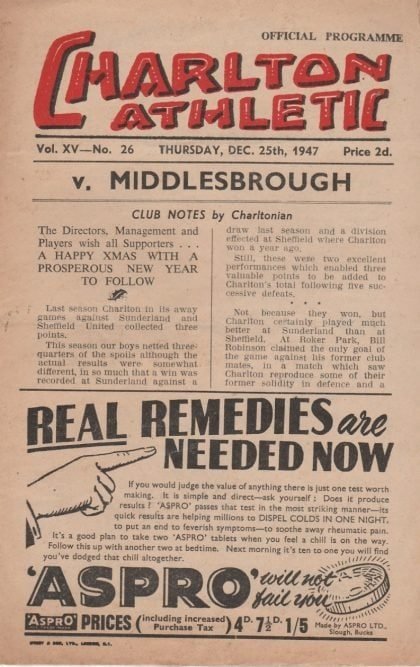 OFFICIAL PROGRAMME
CHARLTON
ATHLETIC
Vol. XV—No. 26 THURSDAY, DEC. 25th, 1947 Price 2d.
v. MIDDLESBROUGH
CLUB NOTES by Charltonian
The Directors, Management and
Players wish all Supporters . . .
A HAPPY XMAS WITH A
PROSPEROUS NEW YEAR
TO FOLLOW
Last season Charlton in its away
games against Sunderland and
Sheffield United collected three
points.
This season our boys netted three-
quarters of the spoils although the
actual results were somewhat
different, in so much that a win was
recorded at Sunderland against a
draw last season and a division
effected at Sheffield where Charlton
won a year ago.
Still, these were two excellent
performances which enabled three
valuable points to be added to
Charlton's total following five suc-
cessive defeats.
* * *
Not because they won, but
Charlton certainly played much
better at Sunderland than at
Sheffield. At Roker Park, Bill
Robinson claimed the only goal of
the game against his former club
mates, in a match which saw
Charlton reproduce some of their
former solidity in defence and a
REAL REMEDIES are
NEEDED NOW
If you would judge the value of anything there is just one test worth
making. It is simple and direct—ask yourself : Does it produce
results ? 'ASPRO' passes that test in the most striking manner—its
quick results are helping millions to DISPEL COLDS IN ONE NIGHT,
to put an end to feverish symptoms—to soothe away rheumatic pain.
It's a good plan to take two 'ASPRO' tablets when you feel a chill is on the way.
Follow this up with another two at bedtime. Next morning it's ten to one you will find
you've dodged that chill altogether.
'ASPRO' will not
fail you
Made by ASPRO LTD.,
Slough, Bucks
'ASPRO' PRICES (including increased Purchase Tax) 4D. 7½D. 1/5